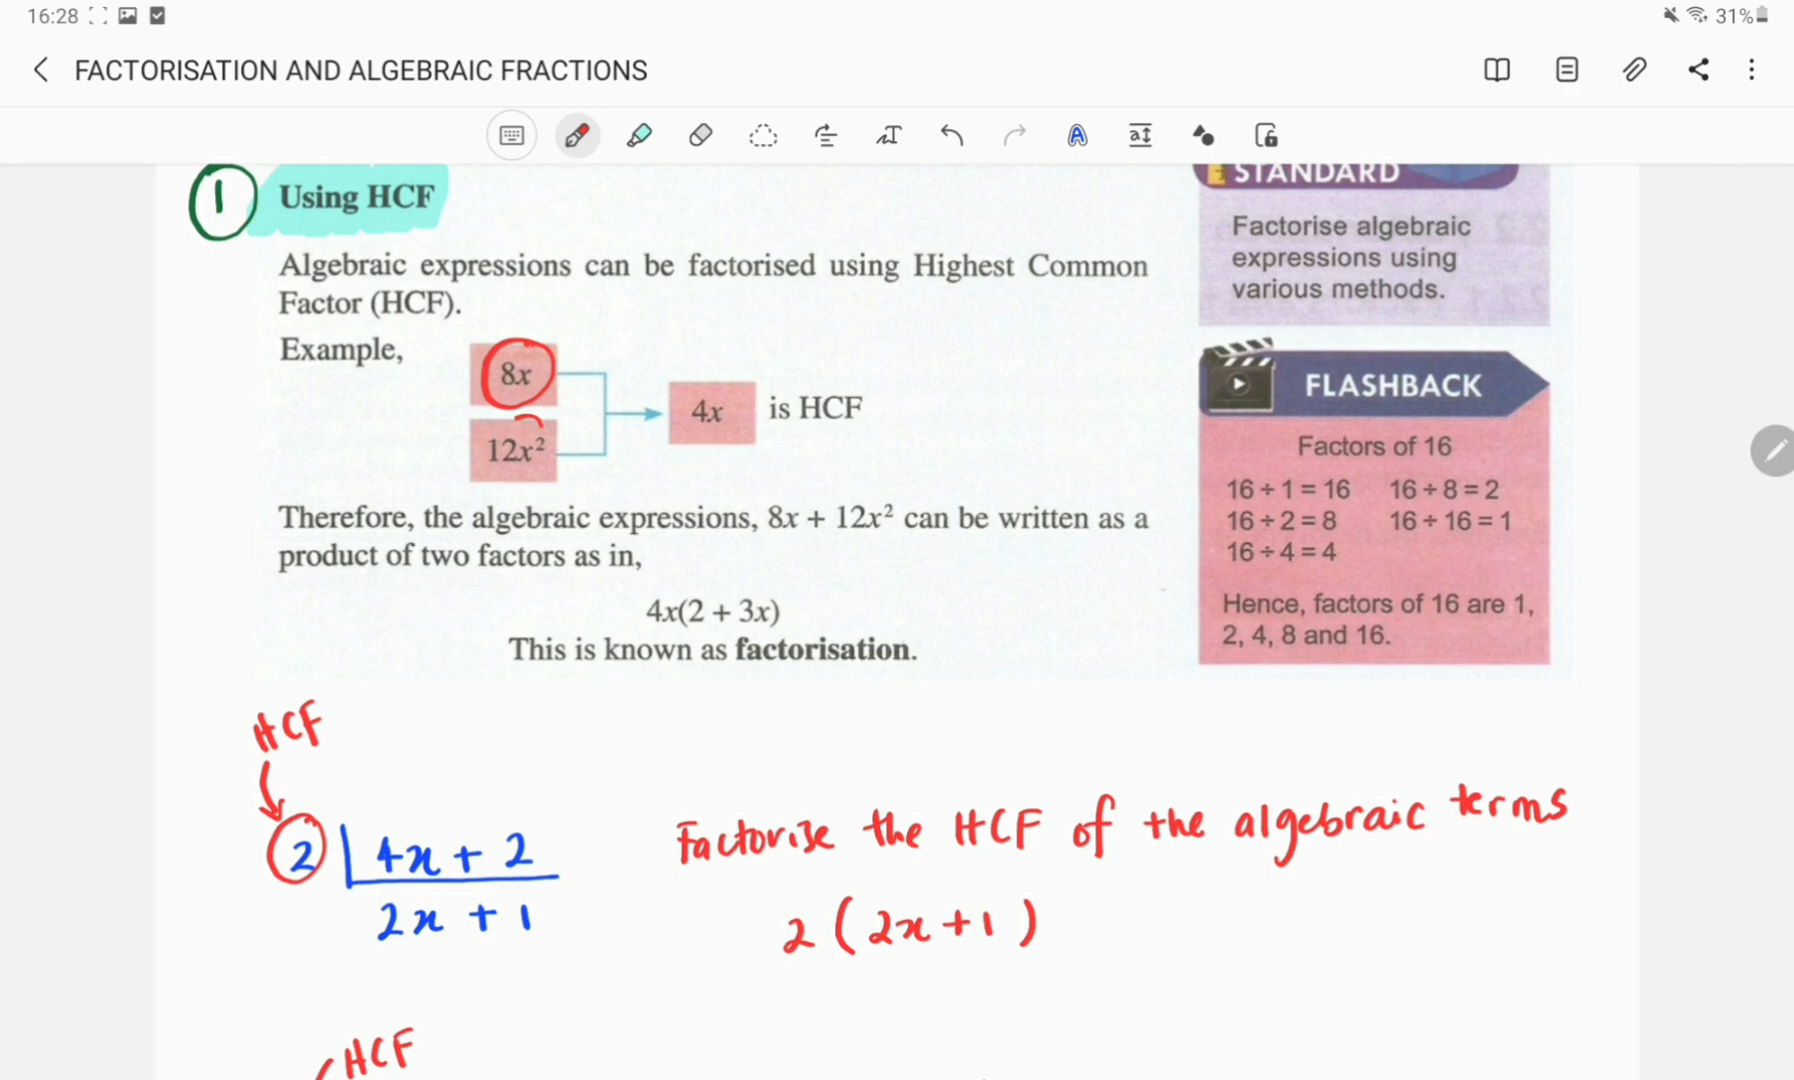 16:28
31%
FACTORISATION AND ALGEBRAIC FRACTIONS
1 Using HCF
Algebraic expressions can be factorised using Highest Common
Factor (HCF).
Example,
8x
12x²
4x is HCF
Therefore, the algebraic expressions, 8x + 12x² can be written as a
product of two factors as in,
4x(2 + 3x)
This is known as factorisation.
STANDARD
Factorise algebraic
expressions using
various methods.
FLASHBACK
Factors of 16
16 ÷ 1 = 16 16 ÷ 8 = 2
16 ÷ 2 = 8 16 ÷ 16 = 1
16 ÷ 4 = 4
Hence, factors of 16 are 1,
2, 4, 8 and 16.
HCF
2 | 4x + 2
2x + 1
Factorise the HCF of the algebraic terms
2 ( 2x + 1 )
HCF